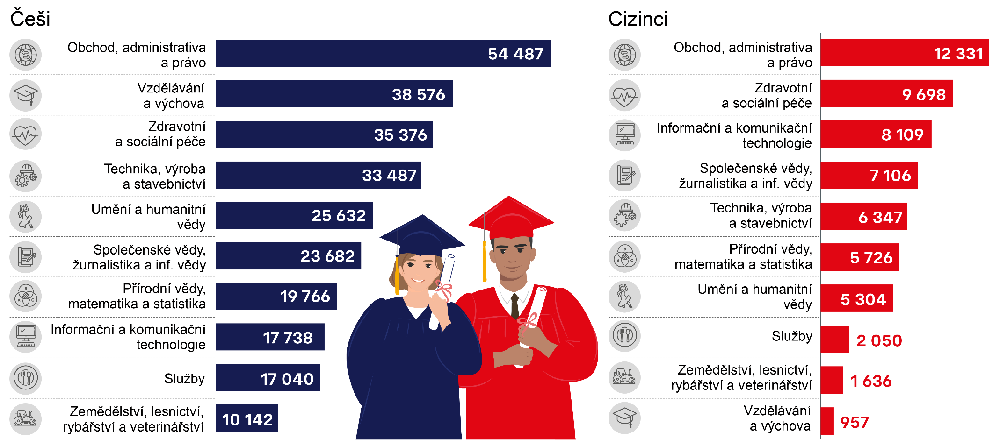 Češi
Obchod, administrativa
a právo
54 487
Vzdělávání
a výchova
38 576
Zdravotní
a sociální péče
35 376
Technika, výroba
a stavebnictví
33 487
Umění a humanitní
vědy
25 632
Společenské vědy,
žurnalistika a inf. vědy
23 682
Přírodní vědy,
matematika a statistika
19 766
B
A C
Informační a komunikační
technologie
17 738
Služby
17 040
Zemědělství, lesnictví,
rybářství a veterinářství
10 142
Cizinci
Obchod, administrativa
a právo
12 331
Zdravotní
a sociální péče
9 698
Informační a komunikační
technologie
8 109
Společenské vědy,
žurnalistika a inf. vědy
7 106
Technika, výroba
a stavebnictví
6 347
Přírodní vědy,
matematika a statistika
5 726
B
A C
Umění a humanitní
vědy
5 304
Služby
2 050
Zemědělství, lesnictví,
rybářství a veterinářství
1 636
Vzdělávání
a výchova
957